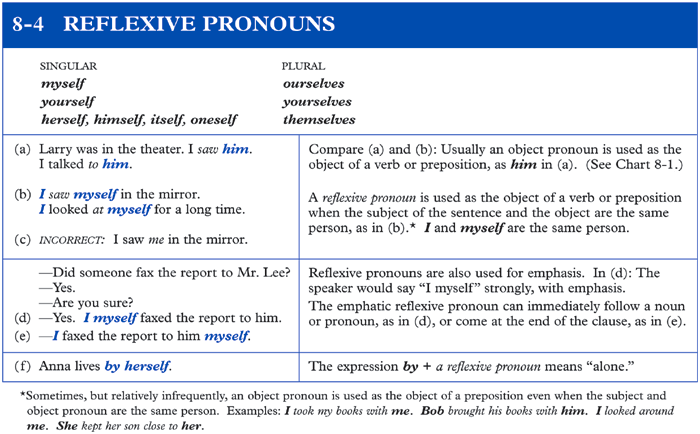 8-4 REFLEXIVE PRONOUNS
SINGULAR PLURAL
myself ourselves
yourself yourselves
herself, himself, itself, oneself themselves
(a) Larry was in the theater. I saw him.
I talked to him.
Compare (a) and (b): Usually an object pronoun is used as the
object of a verb or preposition, as him in (a). (See Chart 8-1.)
(b) I saw myself in the mirror.
I looked at myself for a long time.
(c) INCORRECT: I saw me in the mirror.
A reflexive pronoun is used as the object of a verb or preposition
when the subject of the sentence and the object are the same
person, as in (b).* I and myself are the same person.
—Did someone fax the report to Mr. Lee?
—Yes.
—Are you sure?
(d) —Yes. I myself faxed the report to him.
(e) —I faxed the report to him myself.
Reflexive pronouns are also used for emphasis. In (d): The
speaker would say “I myself” strongly, with emphasis.
The emphatic reflexive pronoun can immediately follow a noun
or pronoun, as in (d), or come at the end of the clause, as in (e).
(f) Anna lives by herself.
The expression by + a reflexive pronoun means “alone.”
*Sometimes, but relatively infrequently, an object pronoun is used as the object of a preposition even when the subject and
object pronoun are the same person. Examples: I took my books with me. Bob brought his books with him. I looked around
me. She kept her son close to her.